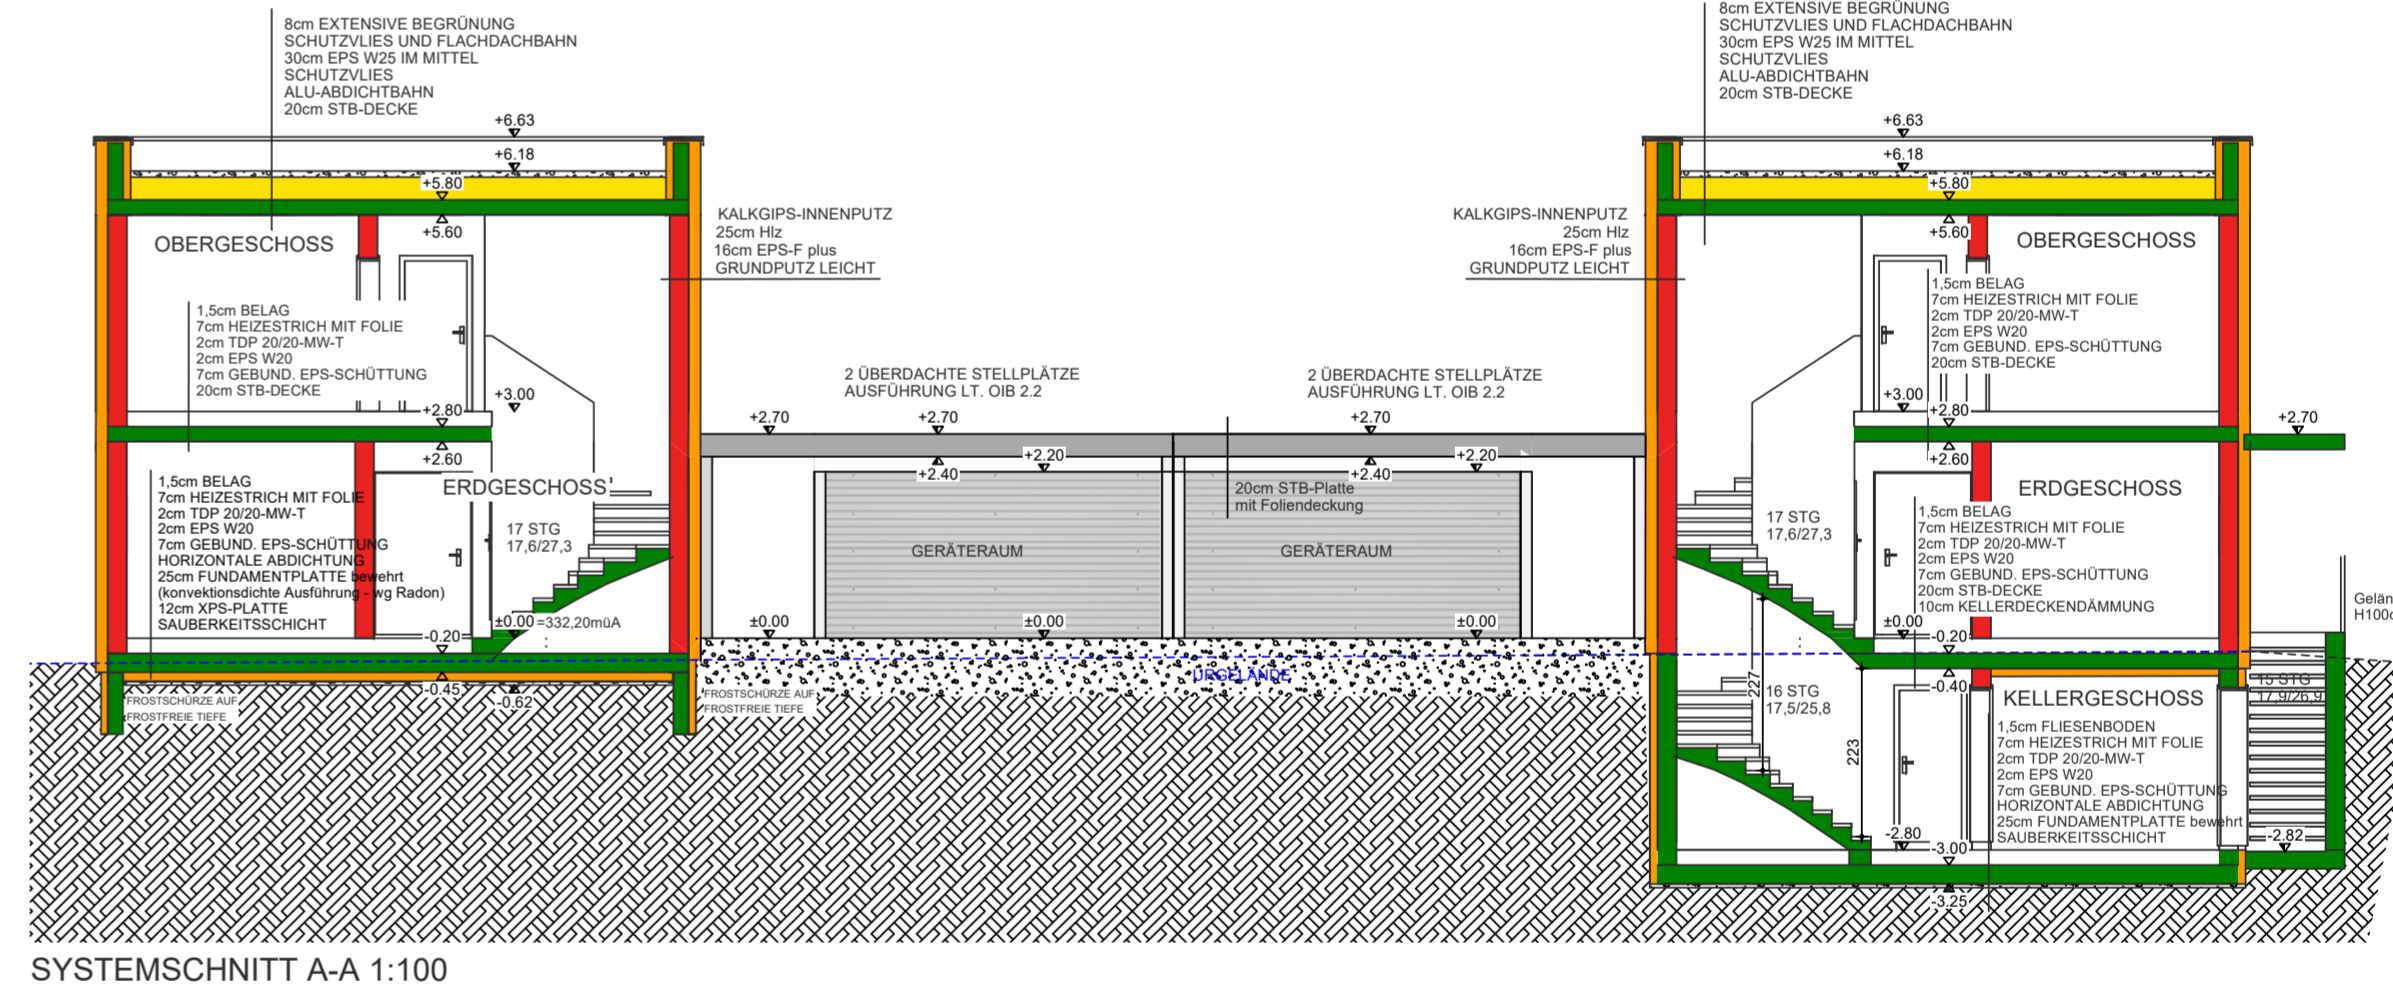 8cm EXTENSIVE BEGRÜNUNG
SCHUTZVLIES UND FLACHDACHBAHN
30cm EPS W25 IM MITTEL
SCHUTZVLIES
ALU-ABDICHTBAHN
20cm STB-DECKE
+6.63
+6.18
+5.80
+5.60
OBERGESCHOSS
KALKGIPS-INNENPUTZ
25cm Hlz
16cm EPS-F plus
GRUNDPUTZ LEICHT
1,5cm BELAG
7cm HEIZESTRICH MIT FOLIE
2cm TDP 20/20-MW-T
2cm EPS W20
7cm GEBUND. EPS-SCHÜTTUNG
20cm STB-DECKE
+3.00
+2.80
+2.60
ERDGESCHOSS
1,5cm BELAG
7cm HEIZESTRICH MIT FOLIE
2cm TDP 20/20-MW-T
2cm EPS W20
7cm GEBUND. EPS-SCHÜTTUNG
HORIZONTALE ABDICHTUNG
25cm FUNDAMENTPLATTE bewehrt
(konvektionsdichte Ausführung - wg Radon)
12cm XPS-PLATTE
SAUBERKEITSSCHICHT
17 STG
17,6/27,3
±0.00 =332,20müA
-0.20
-0.45
-0.62
FROSTSCHÜRZE AUF
FROSTFREIE TIEFE
FROSTSCHÜRZE AUF
FROSTFREIE TIEFE
2 ÜBERDACHTE STELLPLÄTZE
AUSFÜHRUNG LT. OIB 2.2
2 ÜBERDACHTE STELLPLÄTZE
AUSFÜHRUNG LT. OIB 2.2
+2.70
+2.70
+2.70
+2.40
+2.20
+2.40
+2.20
20cm STB-Platte
mit Foliendeckung
GERÄTERAUM
GERÄTERAUM
±0.00
±0.00
±0.00
URGELÄNDE
8cm EXTENSIVE BEGRÜNUNG
SCHUTZVLIES UND FLACHDACHBAHN
30cm EPS W25 IM MITTEL
SCHUTZVLIES
ALU-ABDICHTBAHN
20cm STB-DECKE
+6.63
+6.18
+5.80
+5.60
KALKGIPS-INNENPUTZ
25cm Hlz
16cm EPS-F plus
GRUNDPUTZ LEICHT
OBERGESCHOSS
1,5cm BELAG
7cm HEIZESTRICH MIT FOLIE
2cm TDP 20/20-MW-T
2cm EPS W20
7cm GEBUND. EPS-SCHÜTTUNG
20cm STB-DECKE
+3.00
+2.80
+2.60
+2.70
ERDGESCHOSS
1,5cm BELAG
7cm HEIZESTRICH MIT FOLIE
2cm TDP 20/20-MW-T
2cm EPS W20
7cm GEBUND. EPS-SCHÜTTUNG
20cm STB-DECKE
10cm KELLERDECKENDÄMMUNG
17 STG
17,6/27,3
±0.00
-0.20
-0.40
227
16 STG
17,5/25,8
223
KELLERGESCHOSS
1,5cm FLIESENBODEN
7cm HEIZESTRICH MIT FOLIE
2cm TDP 20/20-MW-T
2cm EPS W20
7cm GEBUND. EPS-SCHÜTTUNG
HORIZONTALE ABDICHTUNG
25cm FUNDAMENTPLATTE bewehrt
SAUBERKEITSSCHICHT
15 STG
17,9/26,9
-2.80
-3.00
-2.82
-3.25
SYSTEMSCHNITT A-A 1:100